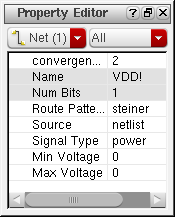 Property Editor
Net (1) All
convergen... 2
Name VDD!
Num Bits 1
Route Patte... steiner
Source netlist
Signal Type power
Min Voltage 0
Max Voltage 0